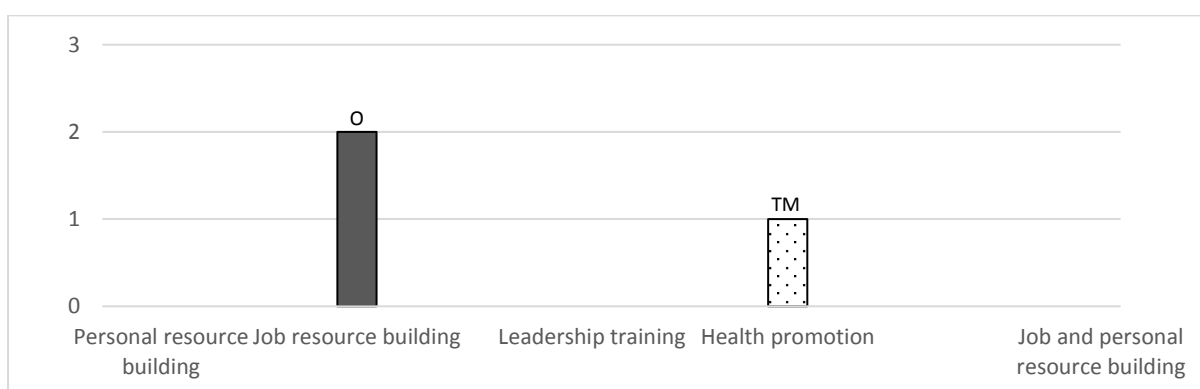 3
O
2
TM
1
0
Personal resource Job resource building Leadership training Health promotion Job and personal
building resource building